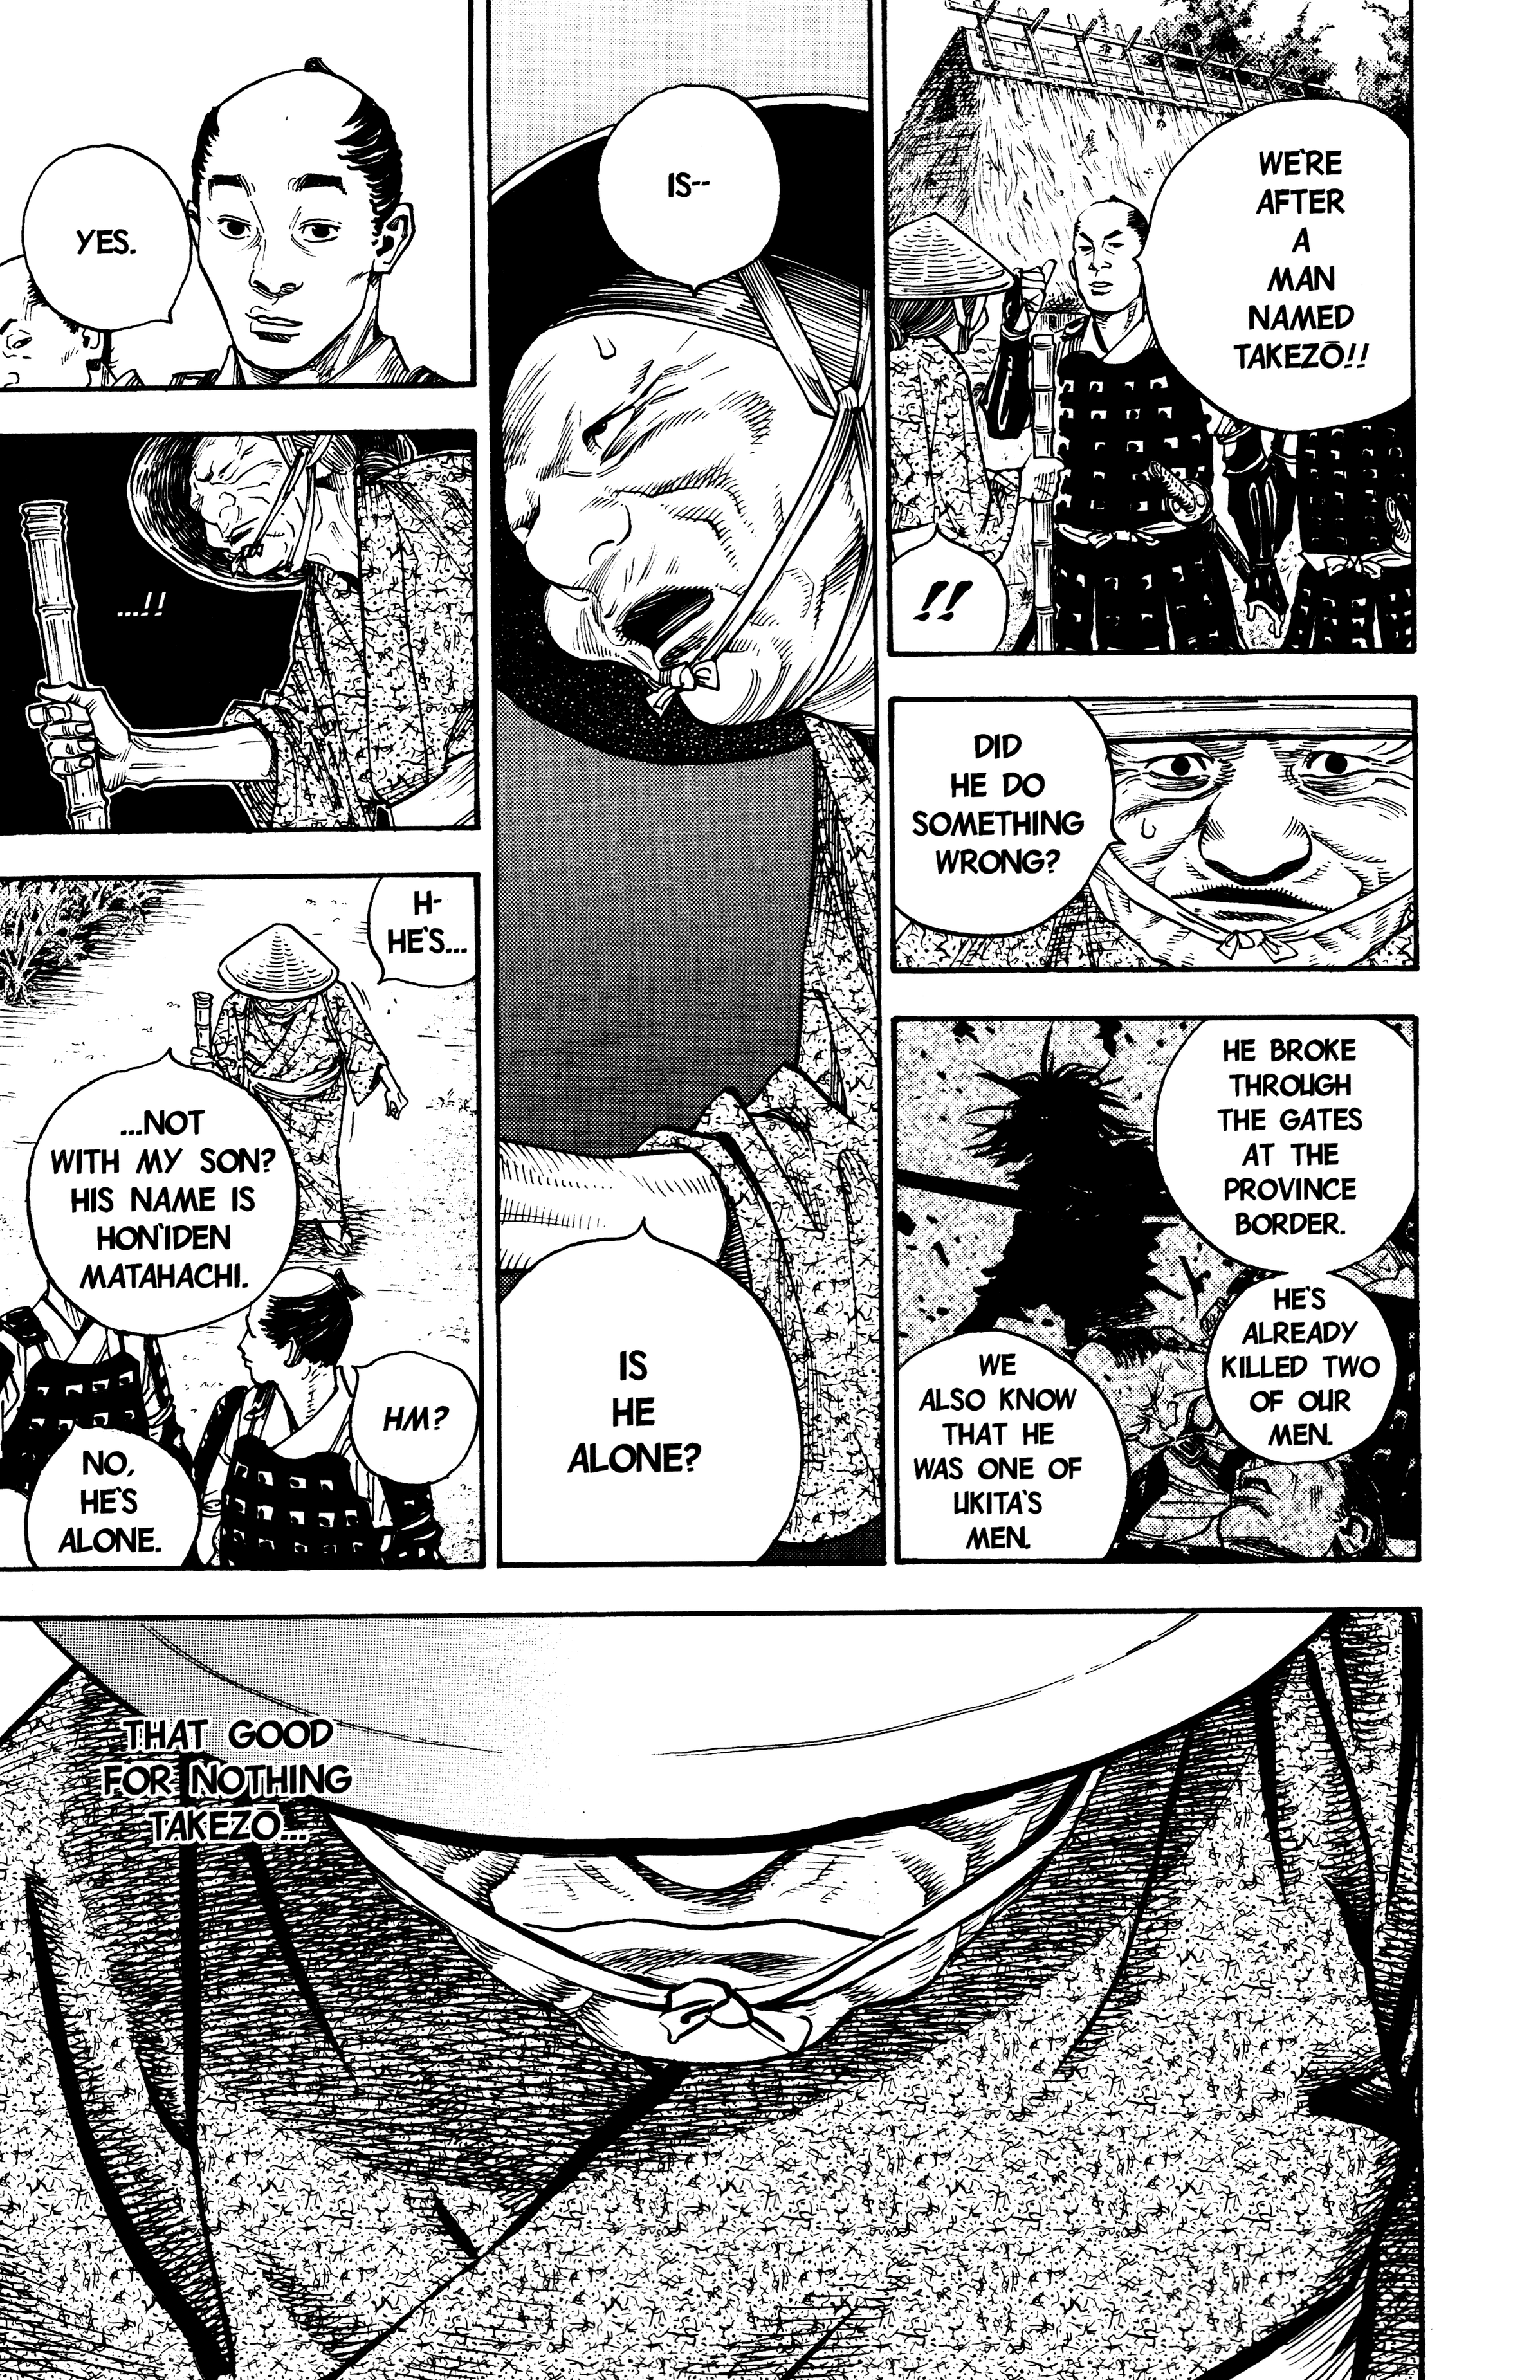 WE'RE
AFTER
A
MAN
NAMED
TAKEZŌ!!
!!
DID
HE DO
SOMETHING
WRONG?
HE BROKE
THROUGH
THE GATES
AT THE
PROVINCE
BORDER.
HE'S
ALREADY
KILLED TWO
OF OUR
MEN.
WE
ALSO KNOW
THAT HE
WAS ONE OF
UKITA'S
MEN.
IS--
IS
HE
ALONE?
YES.
...!!
H-
HE'S...
...NOT
WITH MY SON?
HIS NAME IS
HON'IDEN
MATAHACHI.
HM?
NO,
HE'S
ALONE.
THAT GOOD
FOR NOTHING
TAKEZŌ...